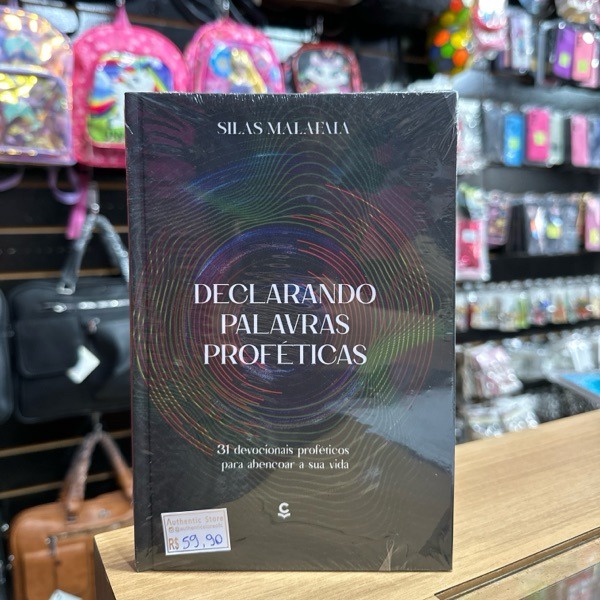 SILAS MALAFAIA
DECLARANDO
PALAVRAS
PROFÉTICAS
31 devocionais proféticos
para abençoar a sua vida
Authentic Store
R$ 59,90